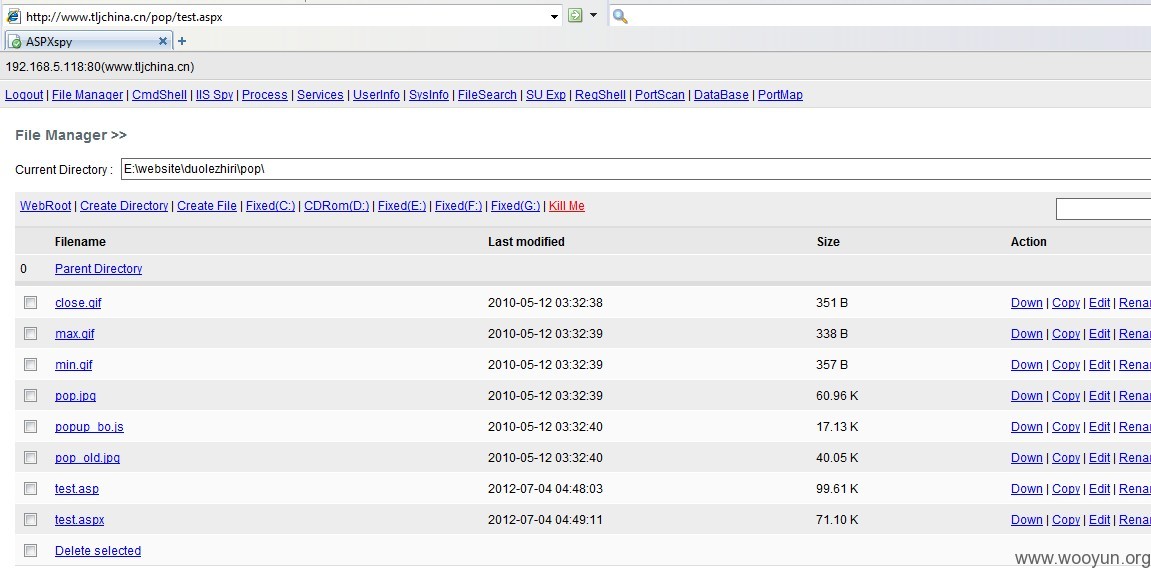 http://www.tljchina.cn/pop/test.aspx
ASPXspy
192.168.5.118:80(www.tljchina.cn)
Logout | File Manager | CmdShell | IIS Spy | Process | Services | UserInfo | SysInfo | FileSearch | SU Exp | RegShell | PortScan | DataBase | PortMap
File Manager >>
Current Directory : E:\website\duolezhiri\pop\
WebRoot | Create Directory | Create File | Fixed(C:) | CDRom(D:) | Fixed(E:) | Fixed(F:) | Fixed(G:) | Kill Me
Filename Last modified Size Action
0 Parent Directory
close.gif 2010-05-12 03:32:38 351 B Down | Copy | Edit | Rena
max.gif 2010-05-12 03:32:39 338 B Down | Copy | Edit | Rena
min.gif 2010-05-12 03:32:39 357 B Down | Copy | Edit | Rena
pop.jpg 2010-05-12 03:32:39 60.96 K Down | Copy | Edit | Rena
popup_bo.js 2010-05-12 03:32:40 17.13 K Down | Copy | Edit | Rena
pop_old.jpg 2010-05-12 03:32:40 40.05 K Down | Copy | Edit | Rena
test.asp 2012-07-04 04:48:03 99.61 K Down | Copy | Edit | Rena
test.aspx 2012-07-04 04:49:11 71.10 K Down | Copy | Edit | Rena
Delete selected
www.wooyun.org